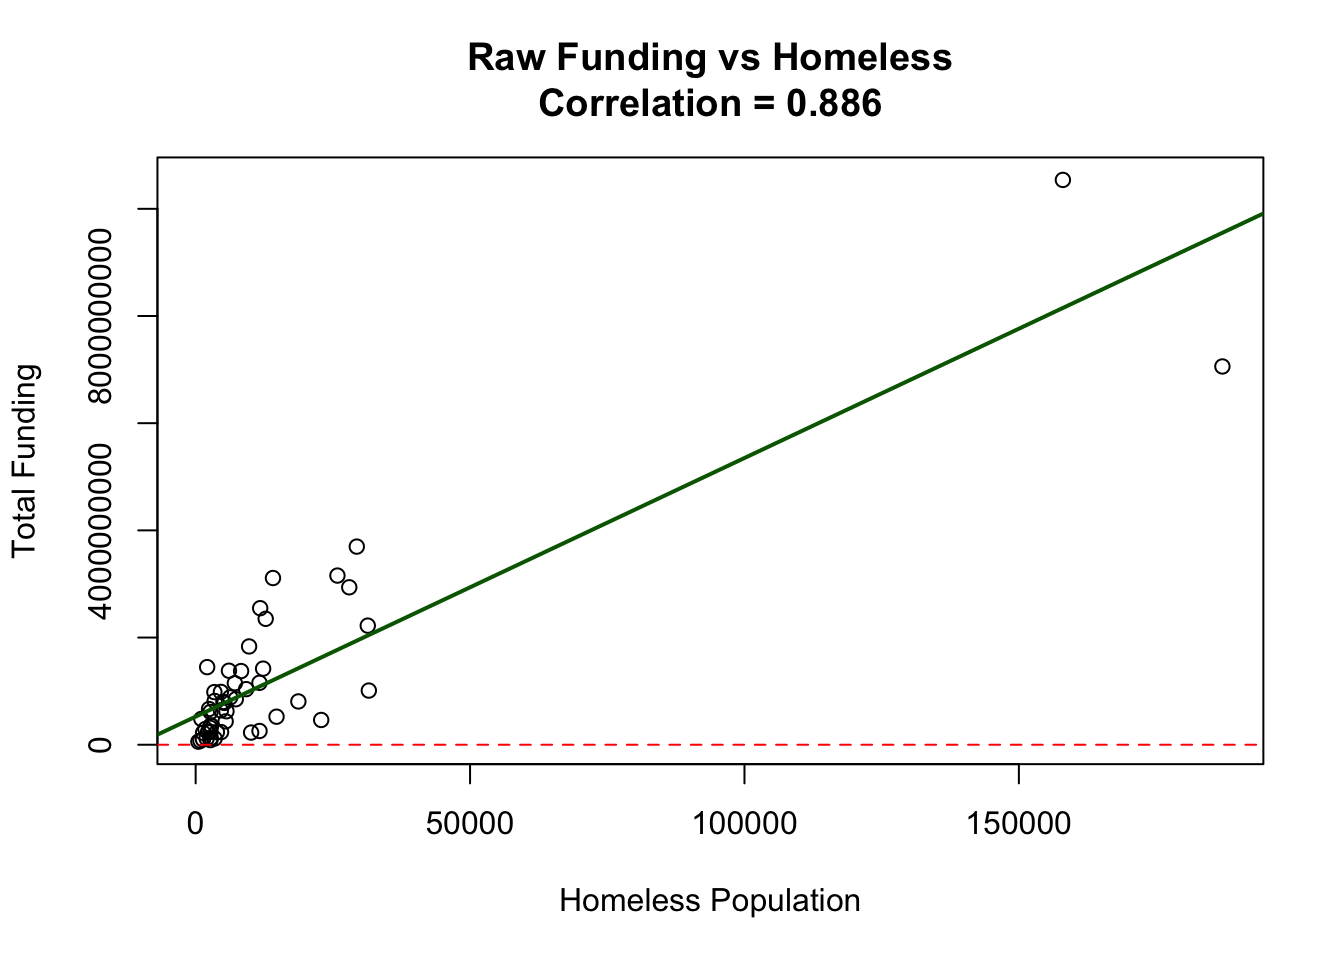 Raw Funding vs Homeless
Correlation = 0.886
Total Funding
8000000000
4000000000
0
0
50000
100000
150000
Homeless Population